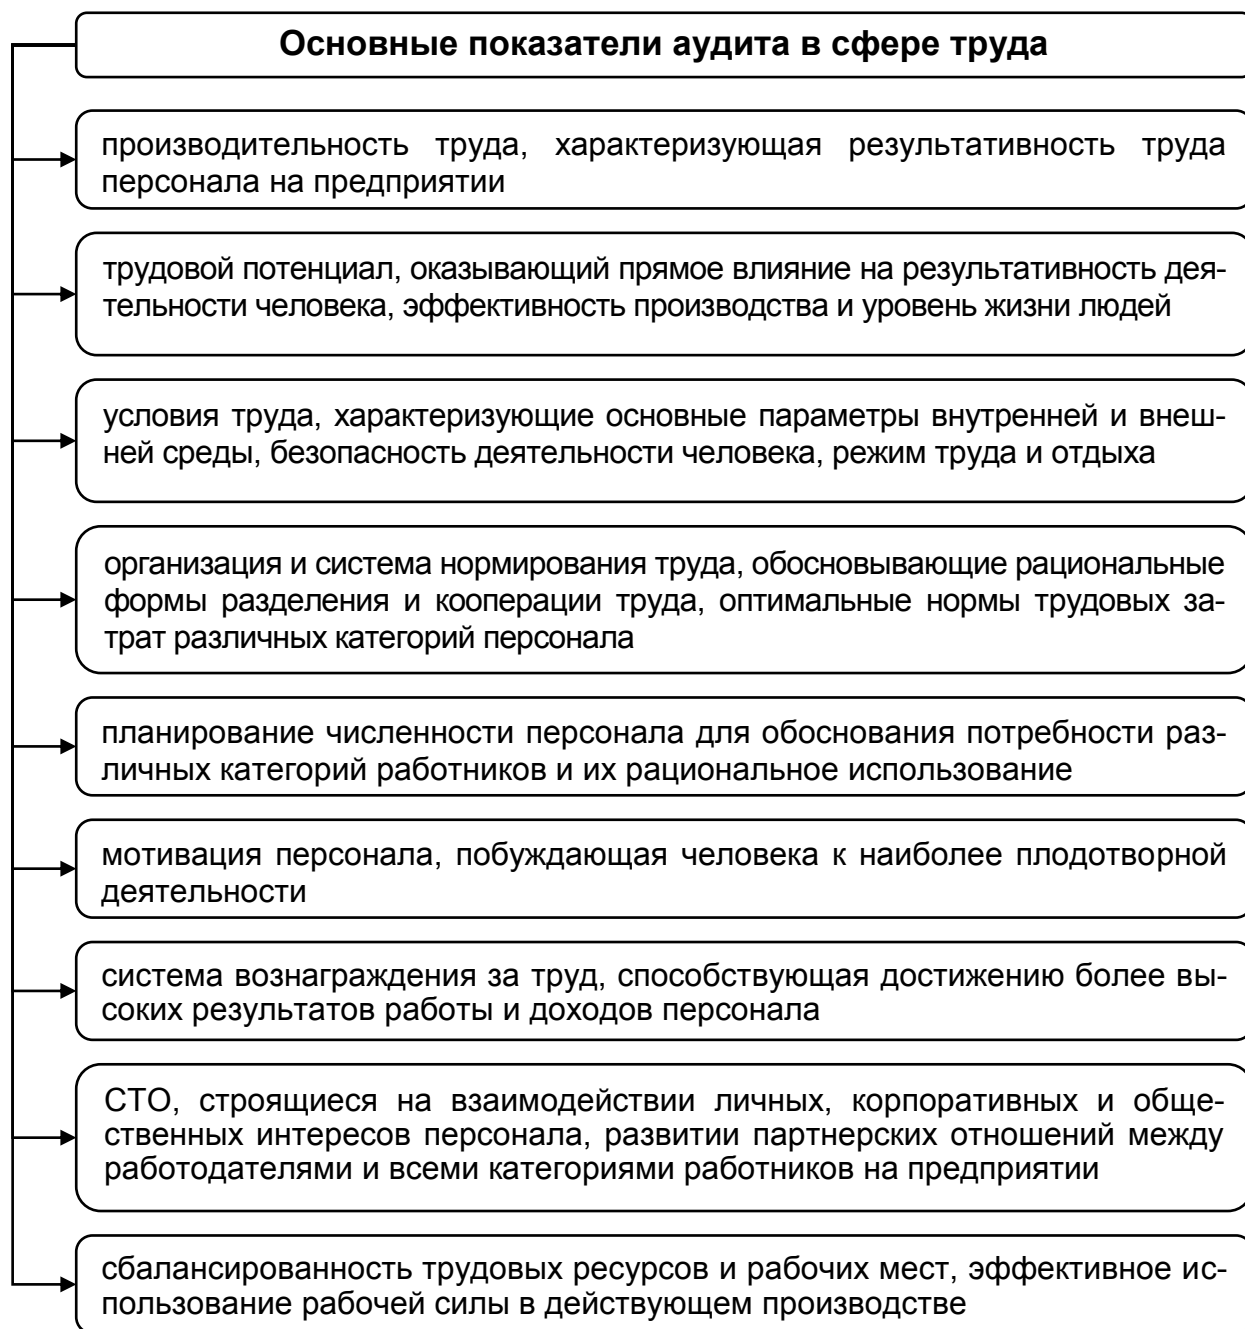 Основные показатели аудита в сфере труда
производительность труда, характеризующая результативность труда
персонала на предприятии
трудовой потенциал, оказывающий прямое влияние на результативность дея-
тельности человека, эффективность производства и уровень жизни людей
условия труда, характеризующие основные параметры внутренней и внеш-
ней среды, безопасность деятельности человека, режим труда и отдыха
организация и система нормирования труда, обосновывающие рациональные
формы разделения и кооперации труда, оптимальные нормы трудовых за-
трат различных категорий персонала
планирование численности персонала для обоснования потребности раз-
личных категорий работников и их рациональное использование
мотивация персонала, побуждающая человека к наиболее плодотворной
деятельности
система вознаграждения за труд, способствующая достижению более вы-
соких результатов работы и доходов персонала
СТО, строящиеся на взаимодействии личных, корпоративных и обще-
ственных интересов персонала, развитии партнерских отношений между
работодателями и всеми категориями работников на предприятии
сбалансированность трудовых ресурсов и рабочих мест, эффективное ис-
пользование рабочей силы в действующем производстве